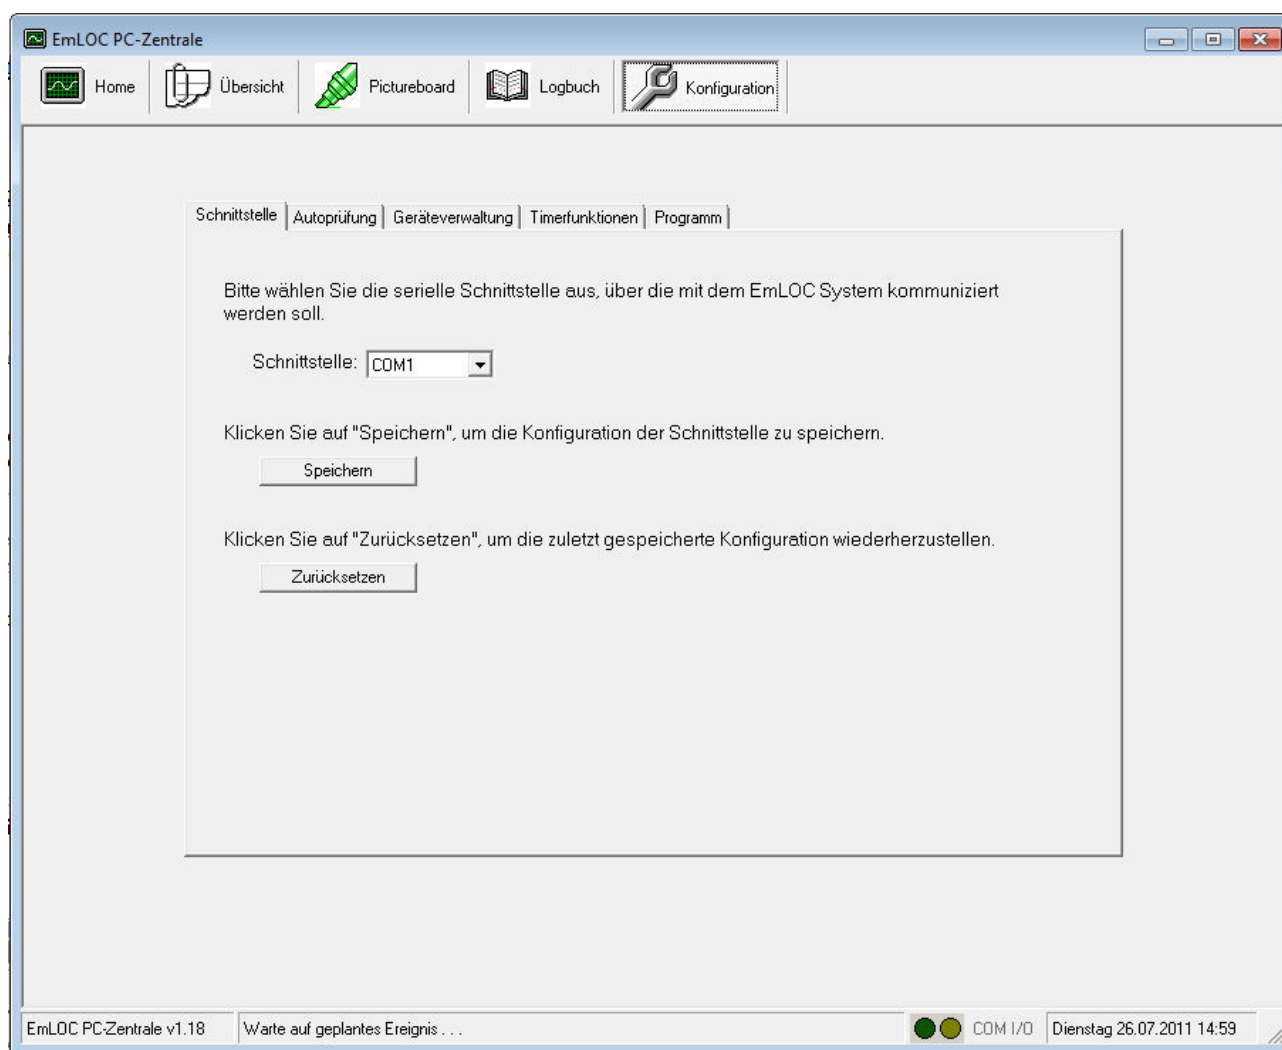 EmLOC PC-Zentrale
Home
Übersicht
Pictureboard
Logbuch
Konfiguration
Schnittstelle
Autoprüfung
Geräteverwaltung
Timerfunktionen
Programm
Bitte wählen Sie die serielle Schnittstelle aus, über die mit dem EmLOC System kommuniziert
werden soll.
Schnittstelle: COM1
Klicken Sie auf "Speichern", um die Konfiguration der Schnittstelle zu speichern.
Speichern
Klicken Sie auf "Zurücksetzen", um die zuletzt gespeicherte Konfiguration wiederherzustellen.
Zurücksetzen
EmLOC PC-Zentrale v1.18
Warte auf geplantes Ereignis . . .
COM I/O
Dienstag 26.07.2011 14:59